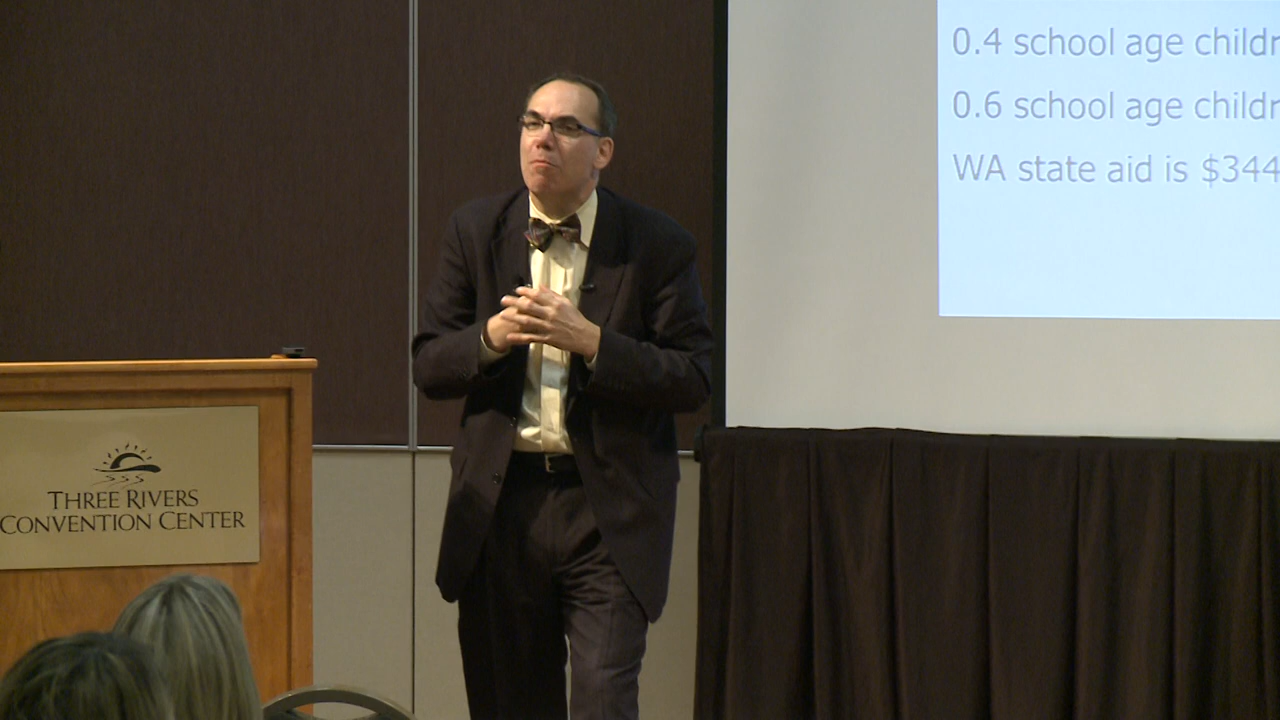 0.4 school age childr
0.6 school age childr
WA state aid is $344
THREE RIVERS
CONVENTION CENTER